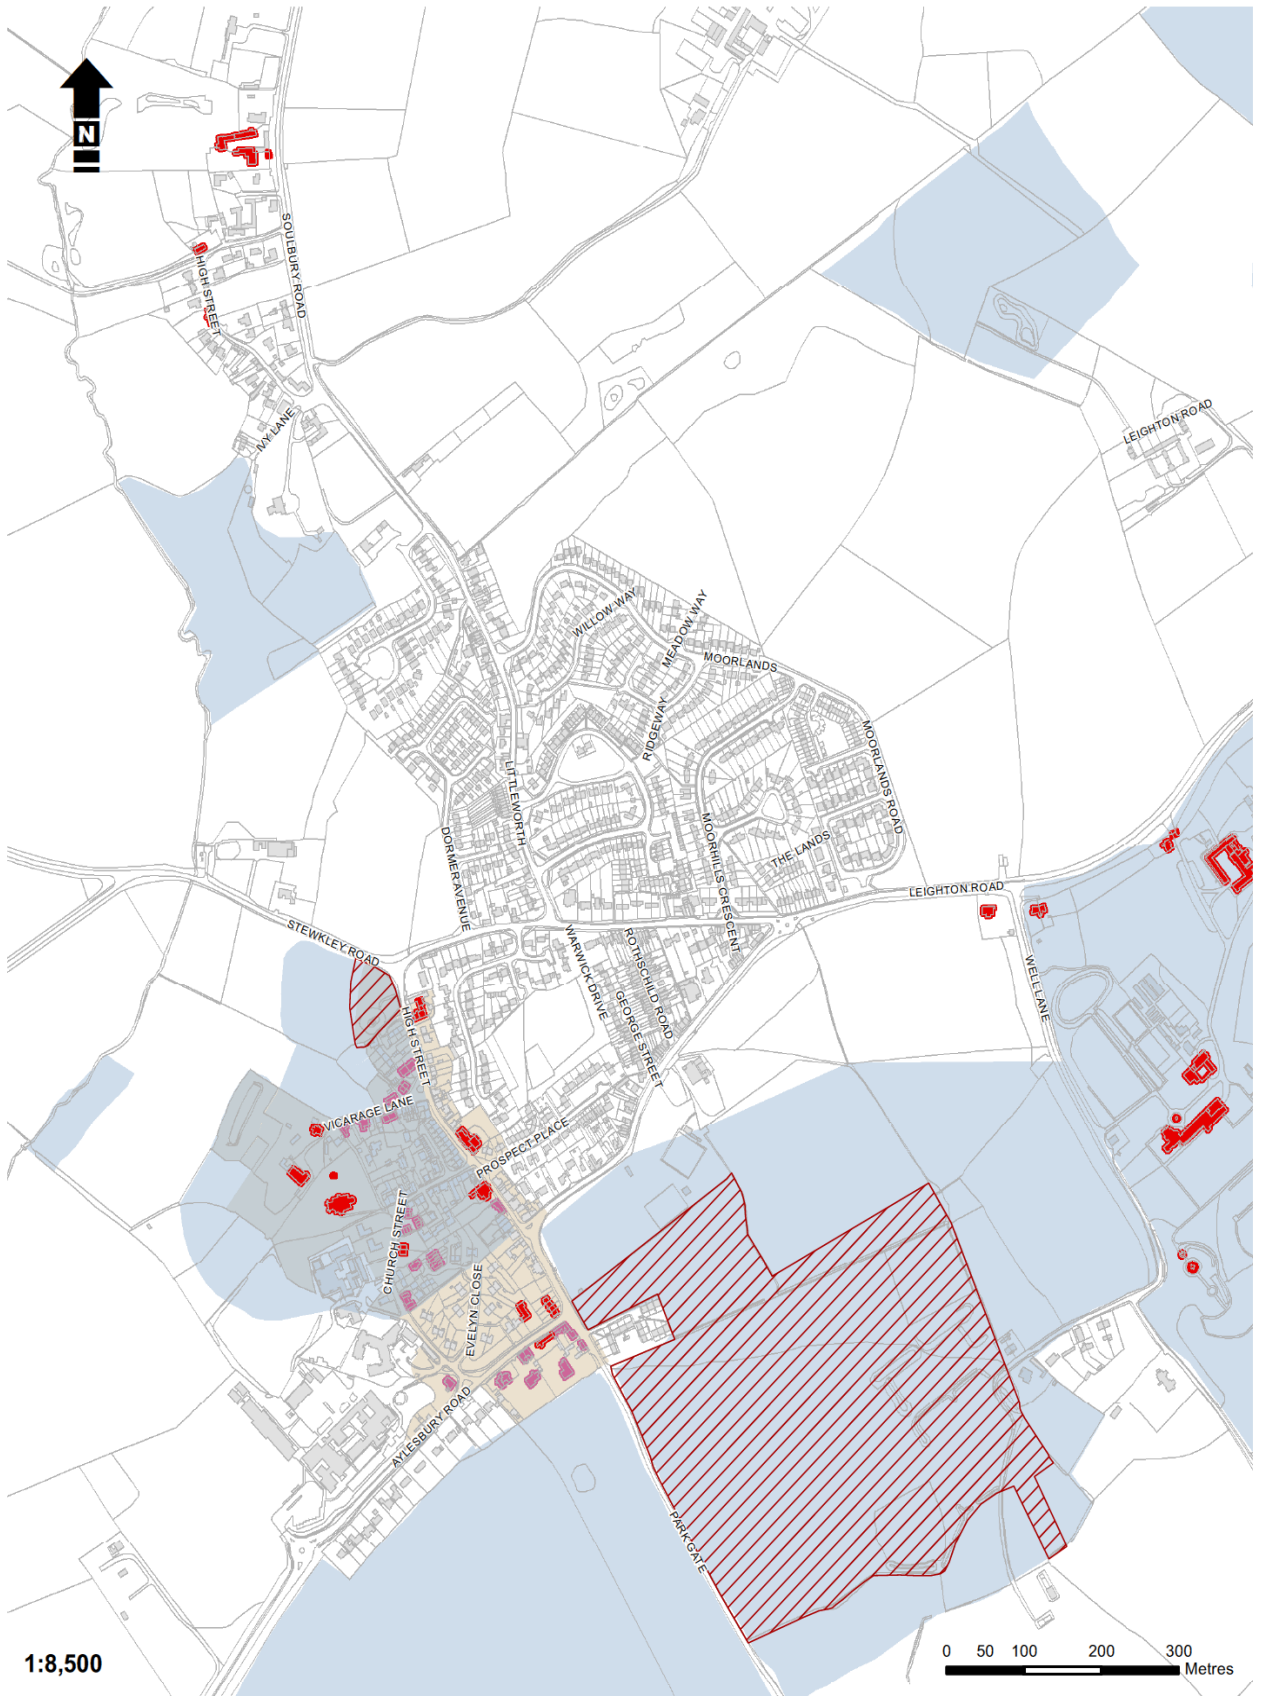 N
SOULBURY ROAD
HIGH STREET
IVY LANE
LEIGHTON ROAD
WILLOW WAY
MEADOW WAY
MOORLANDS
RIDGEWAY
MOORLANDS ROAD
LITTLEWORTH
DORMER AVENUE
MOORHILLS CRESCENT
THE LANDS
LEIGHTON ROAD
STEWKLEY ROAD
WARWICK DRIVE
ROTHSCHILD ROAD
GEORGE STREET
WELL LANE
HIGH STREET
VICARAGE LANE
PROSPECT PLACE
CHURCH STREET
EVELYN CLOSE
AYLESBURY ROAD
PARK GATE
1:8,500
0 50 100 200 300
Metres